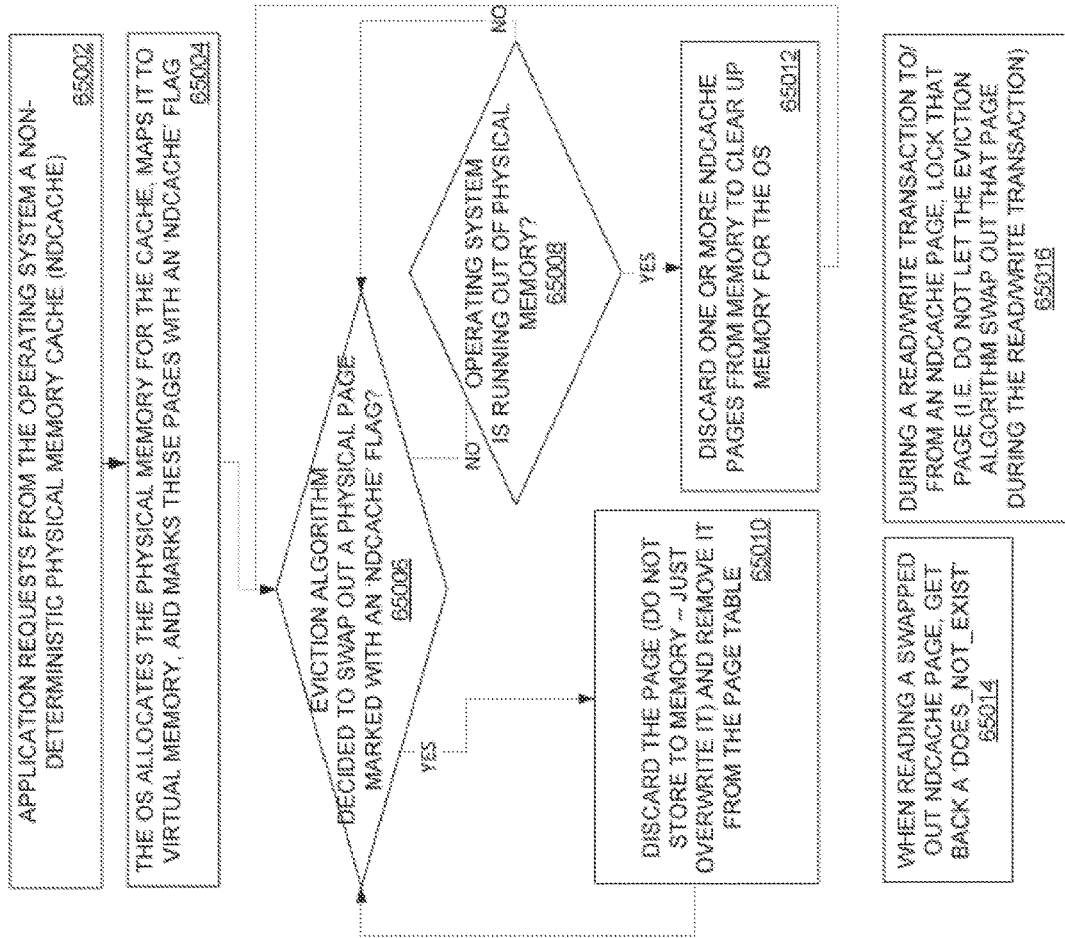 APPLICATION REQUESTS FROM THE OPERATING SYSTEM A NON-
DETERMINISTIC PHYSICAL MEMORY CACHE (NDCACHE)
65002
THE OS ALLOCATES THE PHYSICAL MEMORY FOR THE CACHE, MAPS IT TO
VIRTUAL MEMORY, AND MARKS THESE PAGES WITH AN 'NDCACHE' FLAG
65004
EVICTION ALGORITHM
DECIDED TO SWAP OUT A PHYSICAL PAGE
MARKED WITH AN 'NDCACHE' FLAG?
65006
YES
NO
OPERATING SYSTEM
IS RUNNING OUT OF PHYSICAL
MEMORY?
65008
NO
YES
DISCARD THE PAGE (DO NOT
STORE TO MEMORY – JUST
OVERWRITE IT) AND REMOVE IT
FROM THE PAGE TABLE
65010
DISCARD ONE OR MORE NDCACHE
PAGES FROM MEMORY TO CLEAR UP
MEMORY FOR THE OS
65012
WHEN READING A SWAPPED
OUT NDCACHE PAGE, GET
BACK A 'DOES_NOT_EXIST'
65014
DURING A READ/WRITE TRANSACTION TO/
FROM AN NDCACHE PAGE, LOCK THAT
PAGE (I.E. DO NOT LET THE EVICTION
ALGORITHM SWAP OUT THAT PAGE
DURING THE READ/WRITE TRANSACTION)
65016